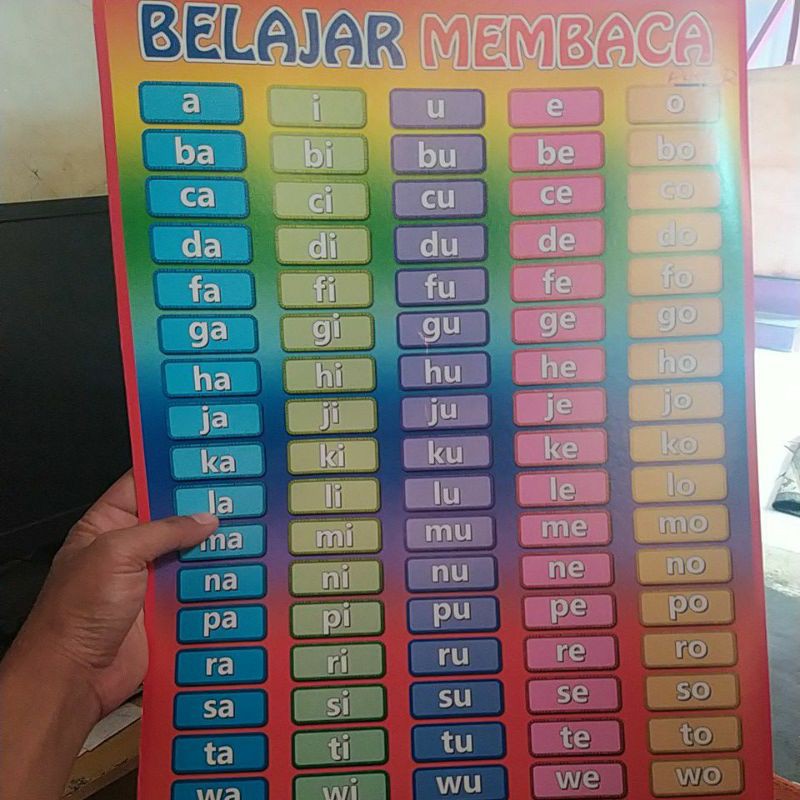 BELAJAR MEMBACA
a i u e o
ba bi bu be bo
ca ci cu ce co
da di du de do
fa fi fu fe fo
ga gi gu ge go
ha hi hu he ho
ja ji ju je jo
ka ki ku ke ko
la li lu le lo
ma mi mu me mo
na ni nu ne no
pa pi pu pe po
ra ri ru re ro
sa si su se so
ta ti tu te to
wa wi wu we wo